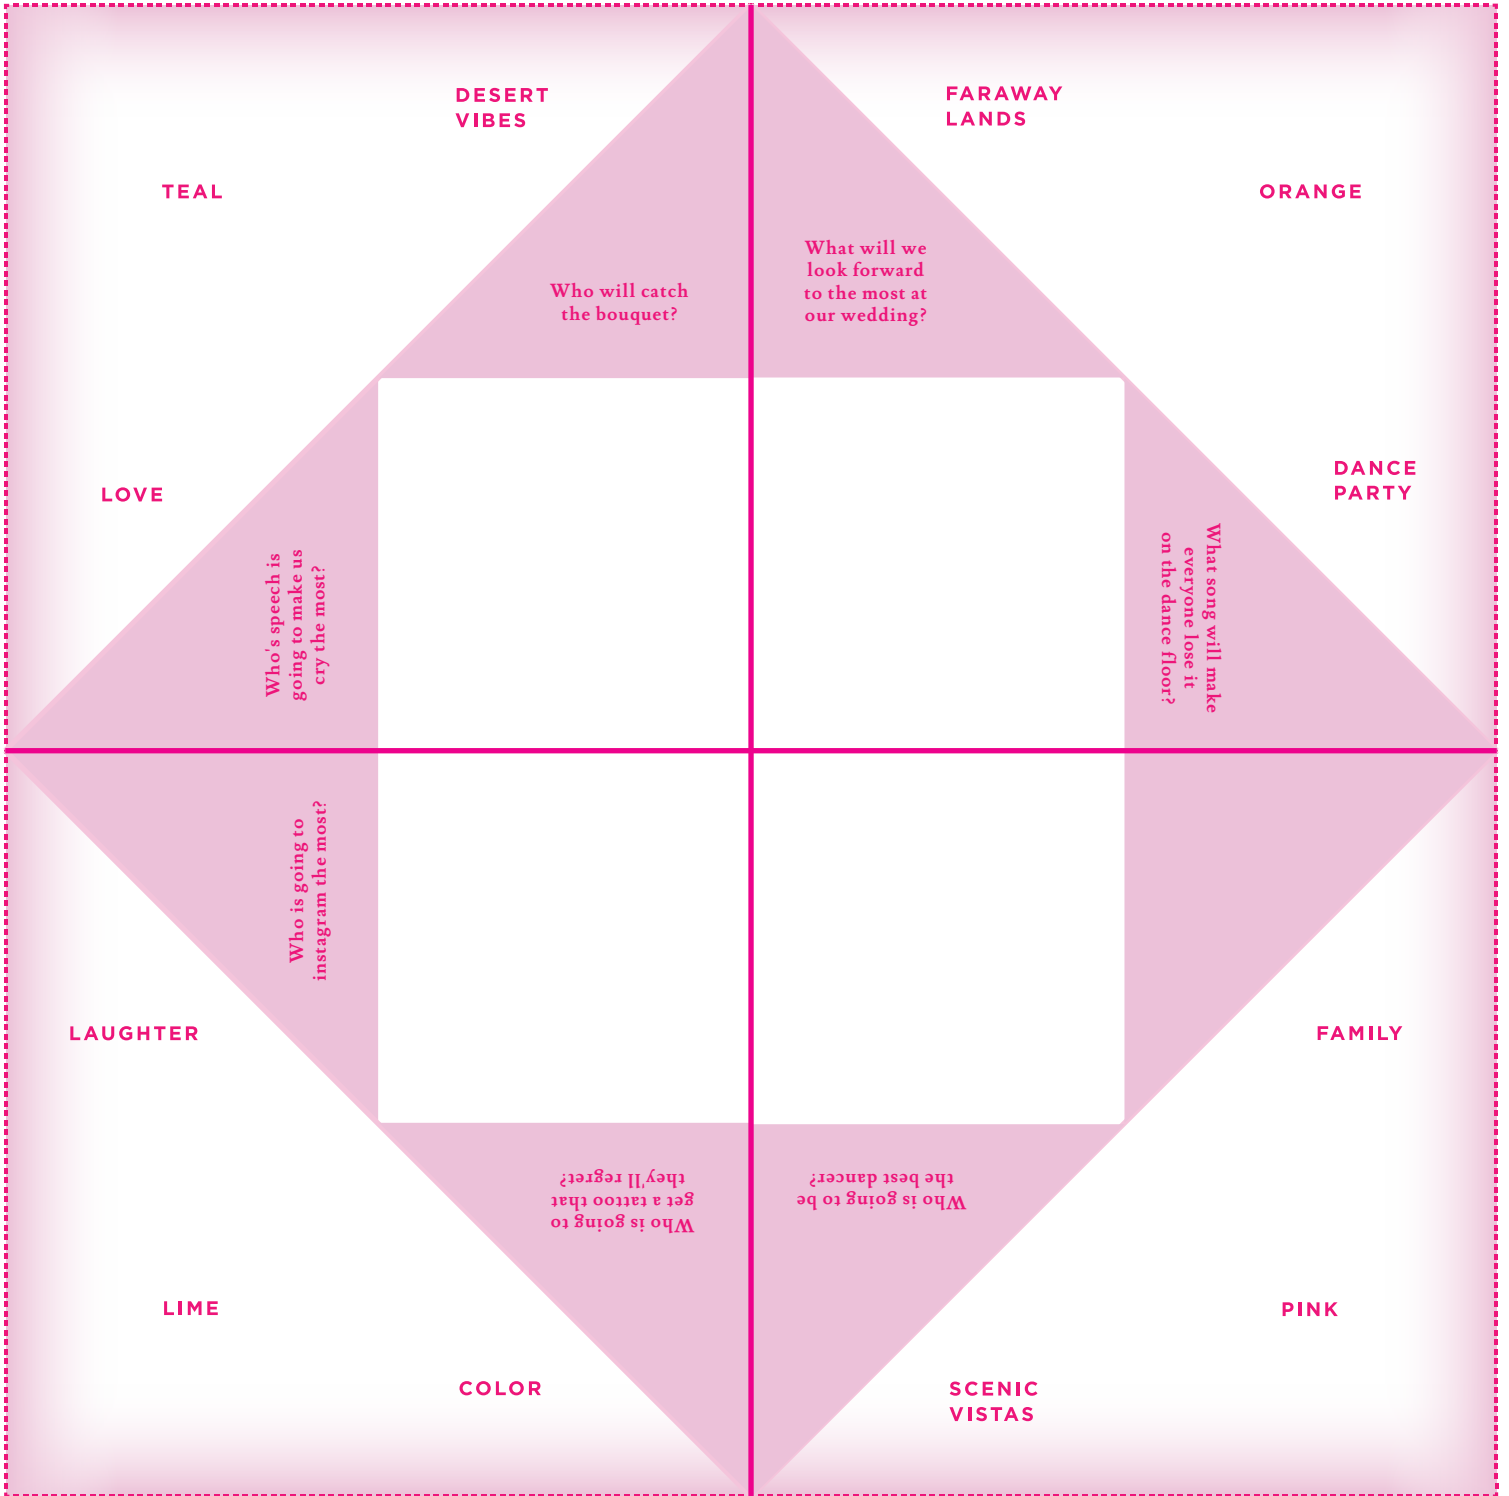 DESERT
VIBES
FARAWAY
LANDS
TEAL
ORANGE
What will we
look forward
to the most at
our wedding?
Who will catch
the bouquet?
LOVE
DANCE
PARTY
Who's speech is
going to make us
cry the most?
What song will make
everyone lose it
on the dance floor?
Who is going to
instagram the most?
LAUGHTER
FAMILY
Who is going to
get a tattoo that
they'll regret?
Who is going to be
the best dancer?
LIME
PINK
COLOR
SCENIC
VISTAS